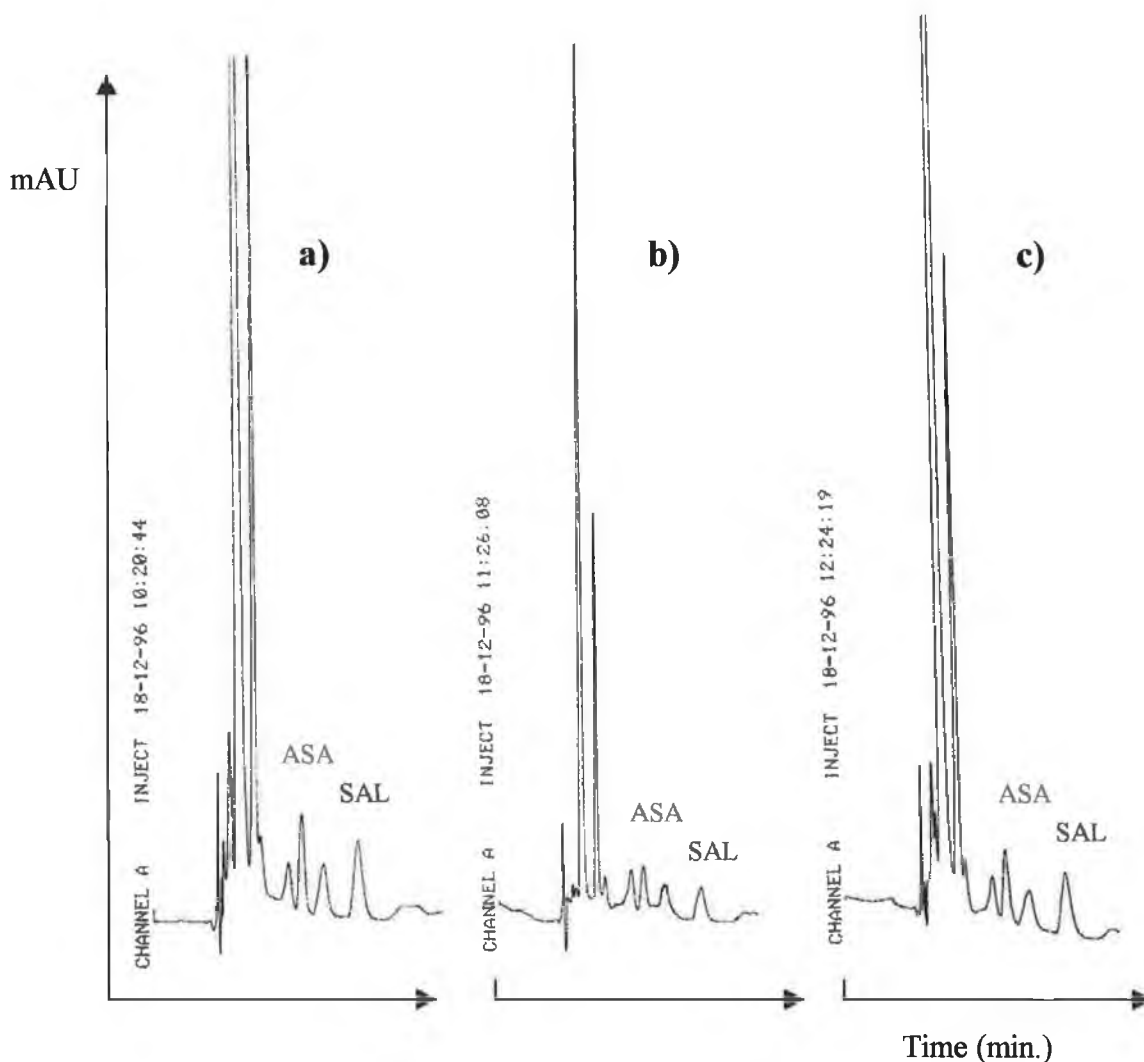 mAU
a)
b)
c)
CHANNEL A INJECT 18-12-96 10:20:44
ASA
SAL
CHANNEL A INJECT 18-12-96 11:26:08
ASA
SAL
CHANNEL A INJECT 18-12-96 12:24:19
ASA
SAL
Time (min.)